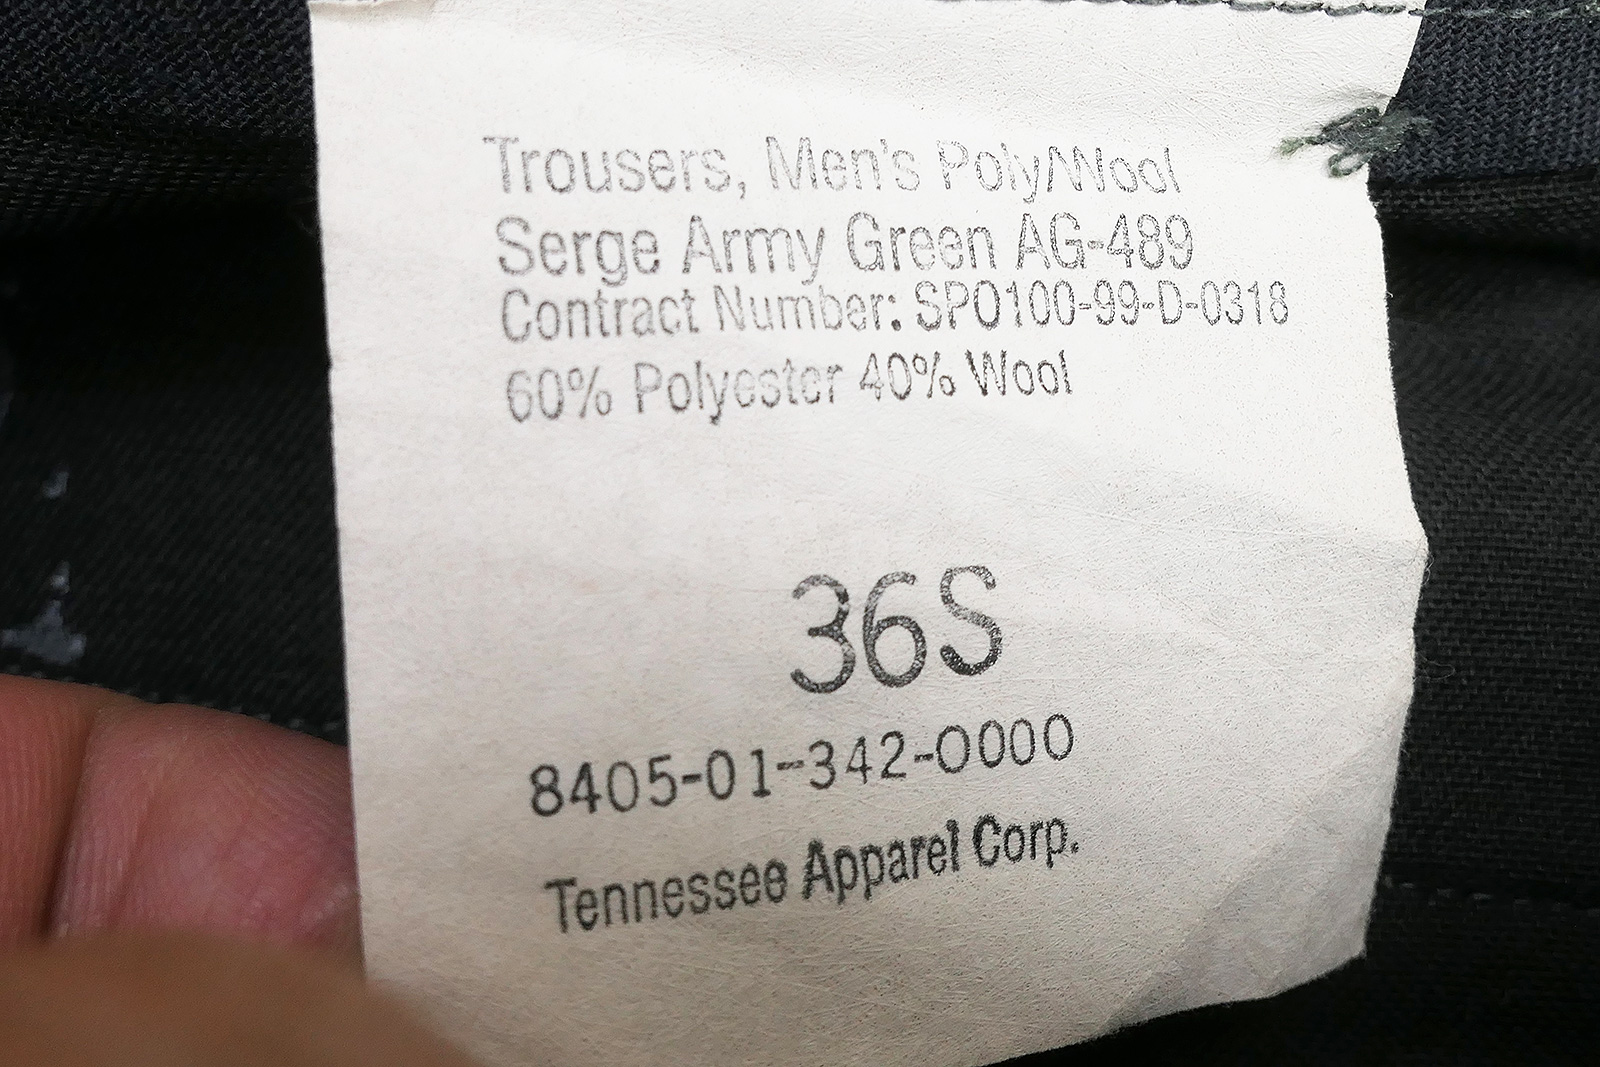 Trousers, Men's Poly/Wool
Serge Army Green AG-489
Contract Number: SPO100-99-D-0318
60% Polyester 40% Wool
36S
8405-01-342-0000
Tennessee Apparel Corp.